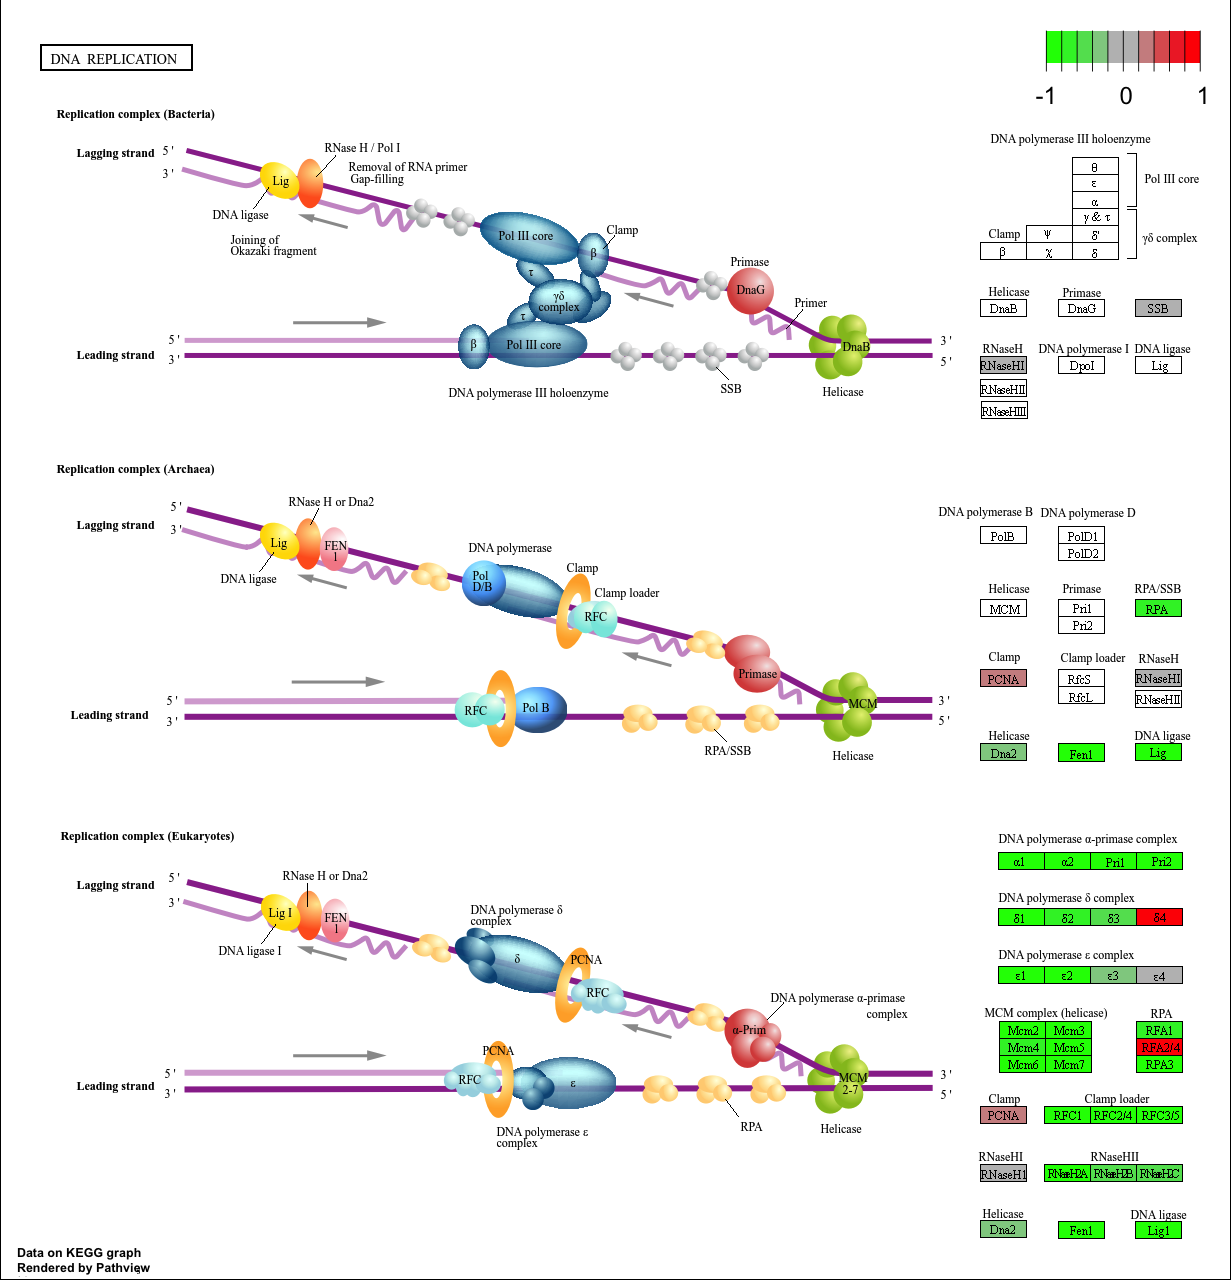 DNA REPLICATION
-1 0 1
Replication complex (Bacteria)
Lagging strand 5 '
3 '
RNase H / Pol I
Removal of RNA primer
Gap-filling
Lig
DNA ligase
Joining of
Okazaki fragment
Pol III core
Clamp
β
τ
γδ
complex
τ
Primase
DnaG
Primer
5 '
Leading strand 3 '
β
Pol III core
DnaB
3 '
5 '
SSB
Helicase
DNA polymerase III holoenzyme
DNA polymerase III holoenzyme
θ
ε
α
Pol III core
γ & τ
Clamp ψ δ'
β χ δ
γδ complex
Helicase Primase
DnaB DnaG SSB
RNaseH DNA polymerase I DNA ligase
RNaseHI DpoI Lig
RNaseHII
RNaseHIII
Replication complex (Archaea)
Lagging strand 5 '
3 '
RNase H or Dna2
Lig
FEN
1
DNA ligase
DNA polymerase
Pol
D/B
Clamp
Clamp loader
RFC
Primase
5 '
Leading strand 3 '
RFC
Pol B
MCM
3 '
5 '
RPA/SSB
Helicase
DNA polymerase B DNA polymerase D
PolB PolD1
PolD2
Helicase Primase RPA/SSB
MCM Pri1 RPA
Pri2
Clamp Clamp loader RNaseH
PCNA RfcS RNaseHI
RfcL RNaseHII
Helicase DNA ligase
Dna2 Fen1 Lig
Replication complex (Eukaryotes)
Lagging strand 5 '
3 '
RNase H or Dna2
Lig I
FEN
1
DNA ligase I
DNA polymerase δ
complex
δ
PCNA
RFC
DNA polymerase α-primase
complex
α-Prim
5 '
Leading strand 3 '
PCNA
RFC
ε
MCM
2-7
3 '
5 '
DNA polymerase ε
complex
RPA
Helicase
DNA polymerase α-primase complex
α1 α2 Pri1 Pri2
DNA polymerase δ complex
δ1 δ2 δ3 δ4
DNA polymerase ε complex
ε1 ε2 ε3 ε4
MCM complex (helicase) RPA
Mcm2 Mcm3 RFA1
Mcm4 Mcm5 RFA2/4
Mcm6 Mcm7 RPA3
Clamp Clamp loader
PCNA RFC1 RFC2/4 RFC3/5
RNaseHI RNaseHII
RNaseH1 RNaseH2A RNaseH2B RNaseH2C
Helicase DNA ligase
Dna2 Fen1 Lig1
Data on KEGG graph
Rendered by Pathview